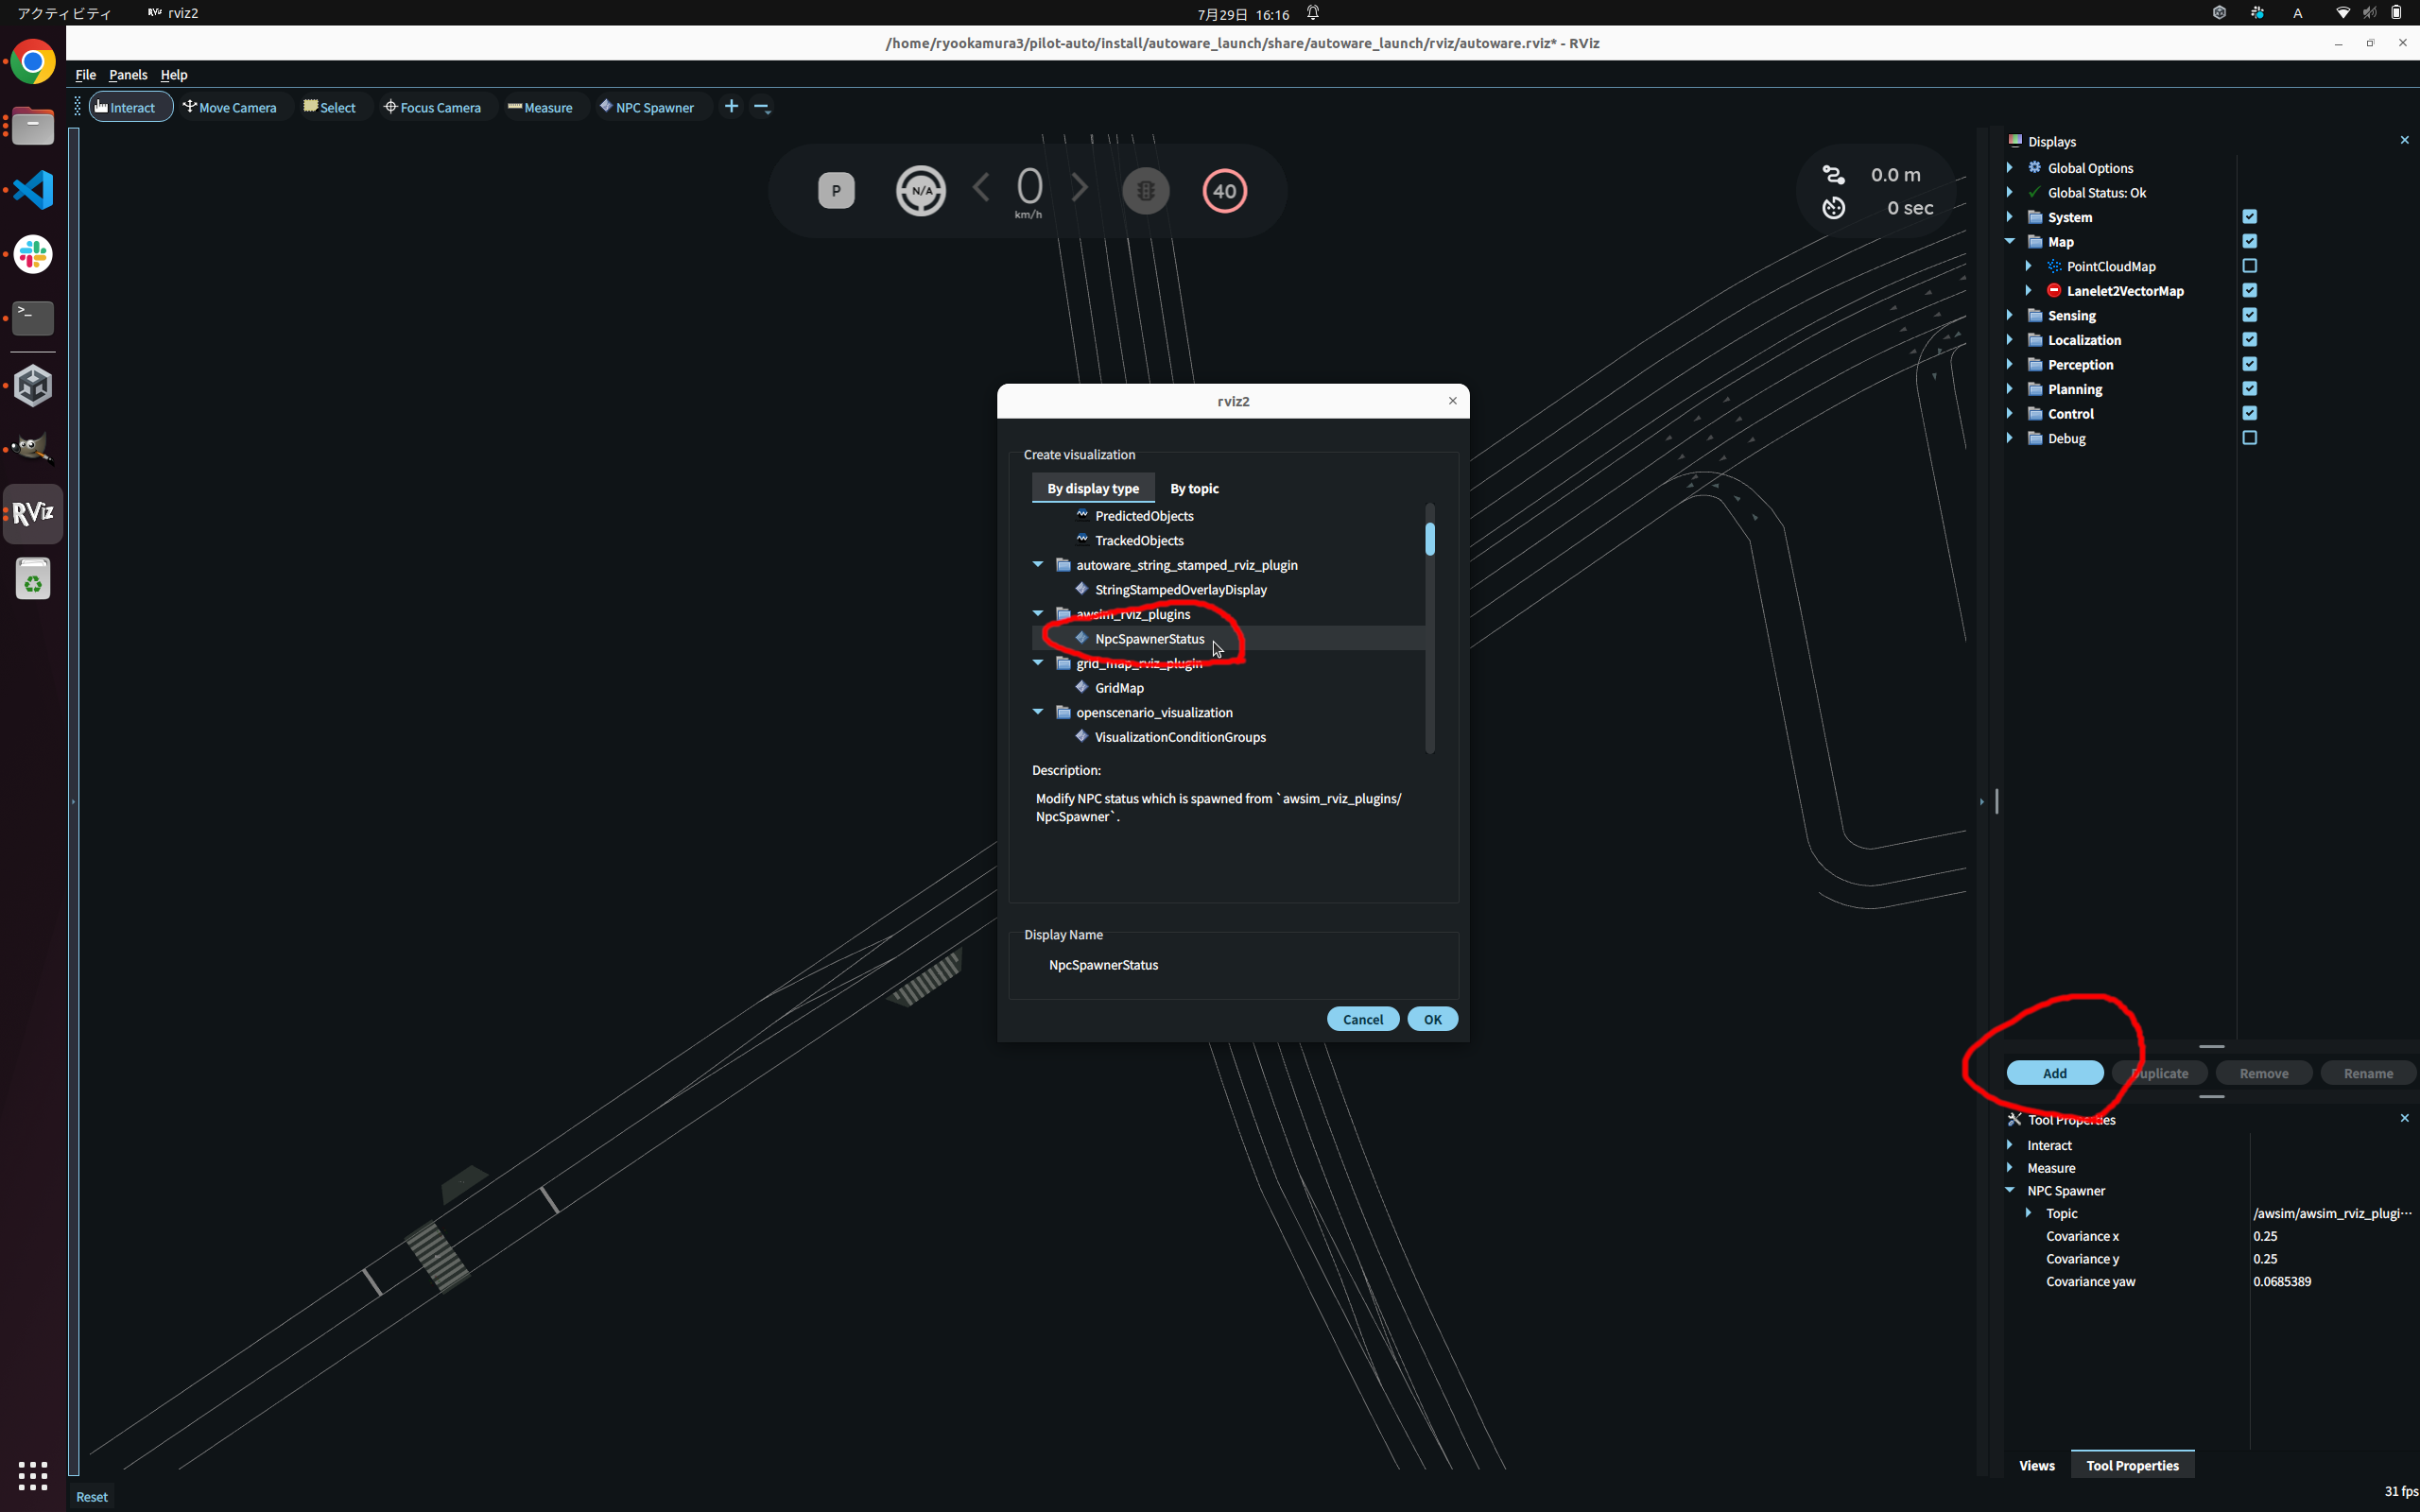 アクティビティ
RViz rviz2
7月29日 16:16
A
/home/ryookamura3/pilot-auto/install/autoware_launch/share/autoware_launch/rviz/autoware.rviz* - RViz
File Panels Help
Interact Move Camera Select Focus Camera Measure NPC Spawner
P
N/A
0
km/h
40
0.0 m
0 sec
RViz
rviz2
Create visualization
By display type By topic
PredictedObjects
TrackedObjects
autoware_string_stamped_rviz_plugin
StringStampedOverlayDisplay
awsim_rviz_plugins
NpcSpawnerStatus
grid_map_rviz_plugin
GridMap
openscenario_visualization
VisualizationConditionGroups
Description:
Modify NPC status which is spawned from `awsim_rviz_plugins/
NpcSpawner`.
Display Name
NpcSpawnerStatus
Cancel OK
Displays
Global Options
Global Status: Ok
System
Map
PointCloudMap
Lanelet2VectorMap
Sensing
Localization
Perception
Planning
Control
Debug
Add Duplicate Remove Rename
Tool Properties
Interact
Measure
NPC Spawner
Topic /awsim/awsim_rviz_plugi…
Covariance x 0.25
Covariance y 0.25
Covariance yaw 0.0685389
Views Tool Properties
Reset
31 fps